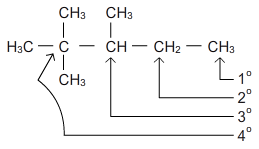 CH₃ CH₃
H₃C — C — CH — CH₂ — CH₃
CH₃
1°
2°
3°
4°